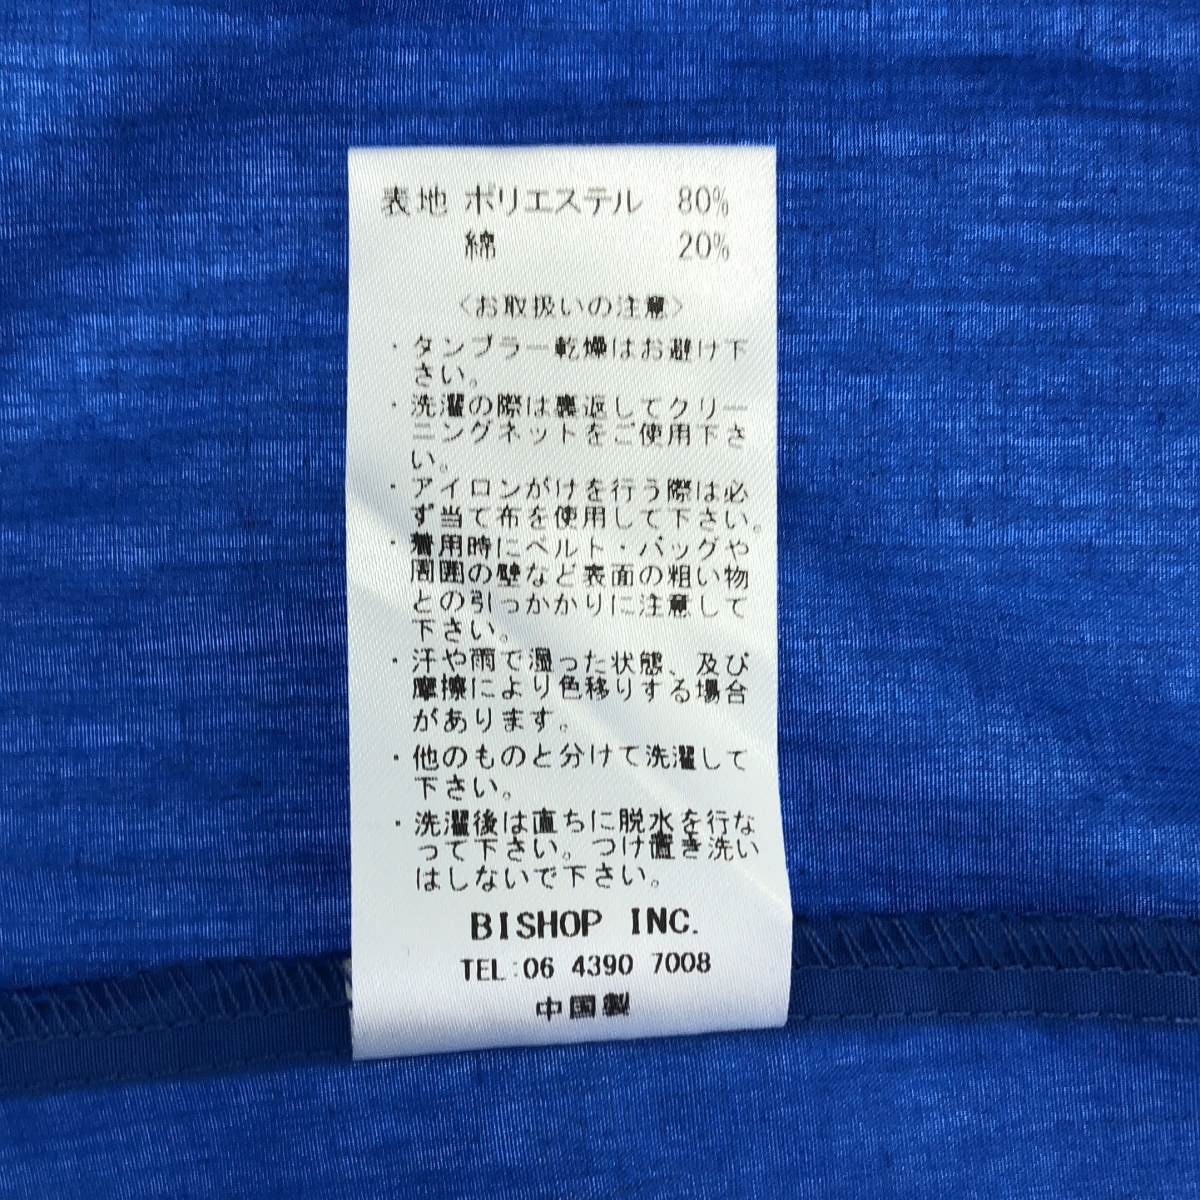 表地 ポリエステル 80%
綿 20%
〈お取扱いの注意〉
・タンブラー乾燥はお避け下
さい。
・洗濯の際は裏返してクリー
ニングネットをご使用下さ
い。
・アイロンがけを行う際は必
ず当て布を使用して下さい。
・着用時にベルト・バッグや
周囲の壁など表面の粗い物
との引っかかりに注意して
下さい。
・汗や雨で湿った状態、及び
摩擦により色移りする場合
があります。
・他のものと分けて洗濯して
下さい。
・洗濯後は直ちに脱水を行な
って下さい。つけ置き洗い
はしないで下さい。
BISHOP INC.
TEL:06 4390 7008
中国製